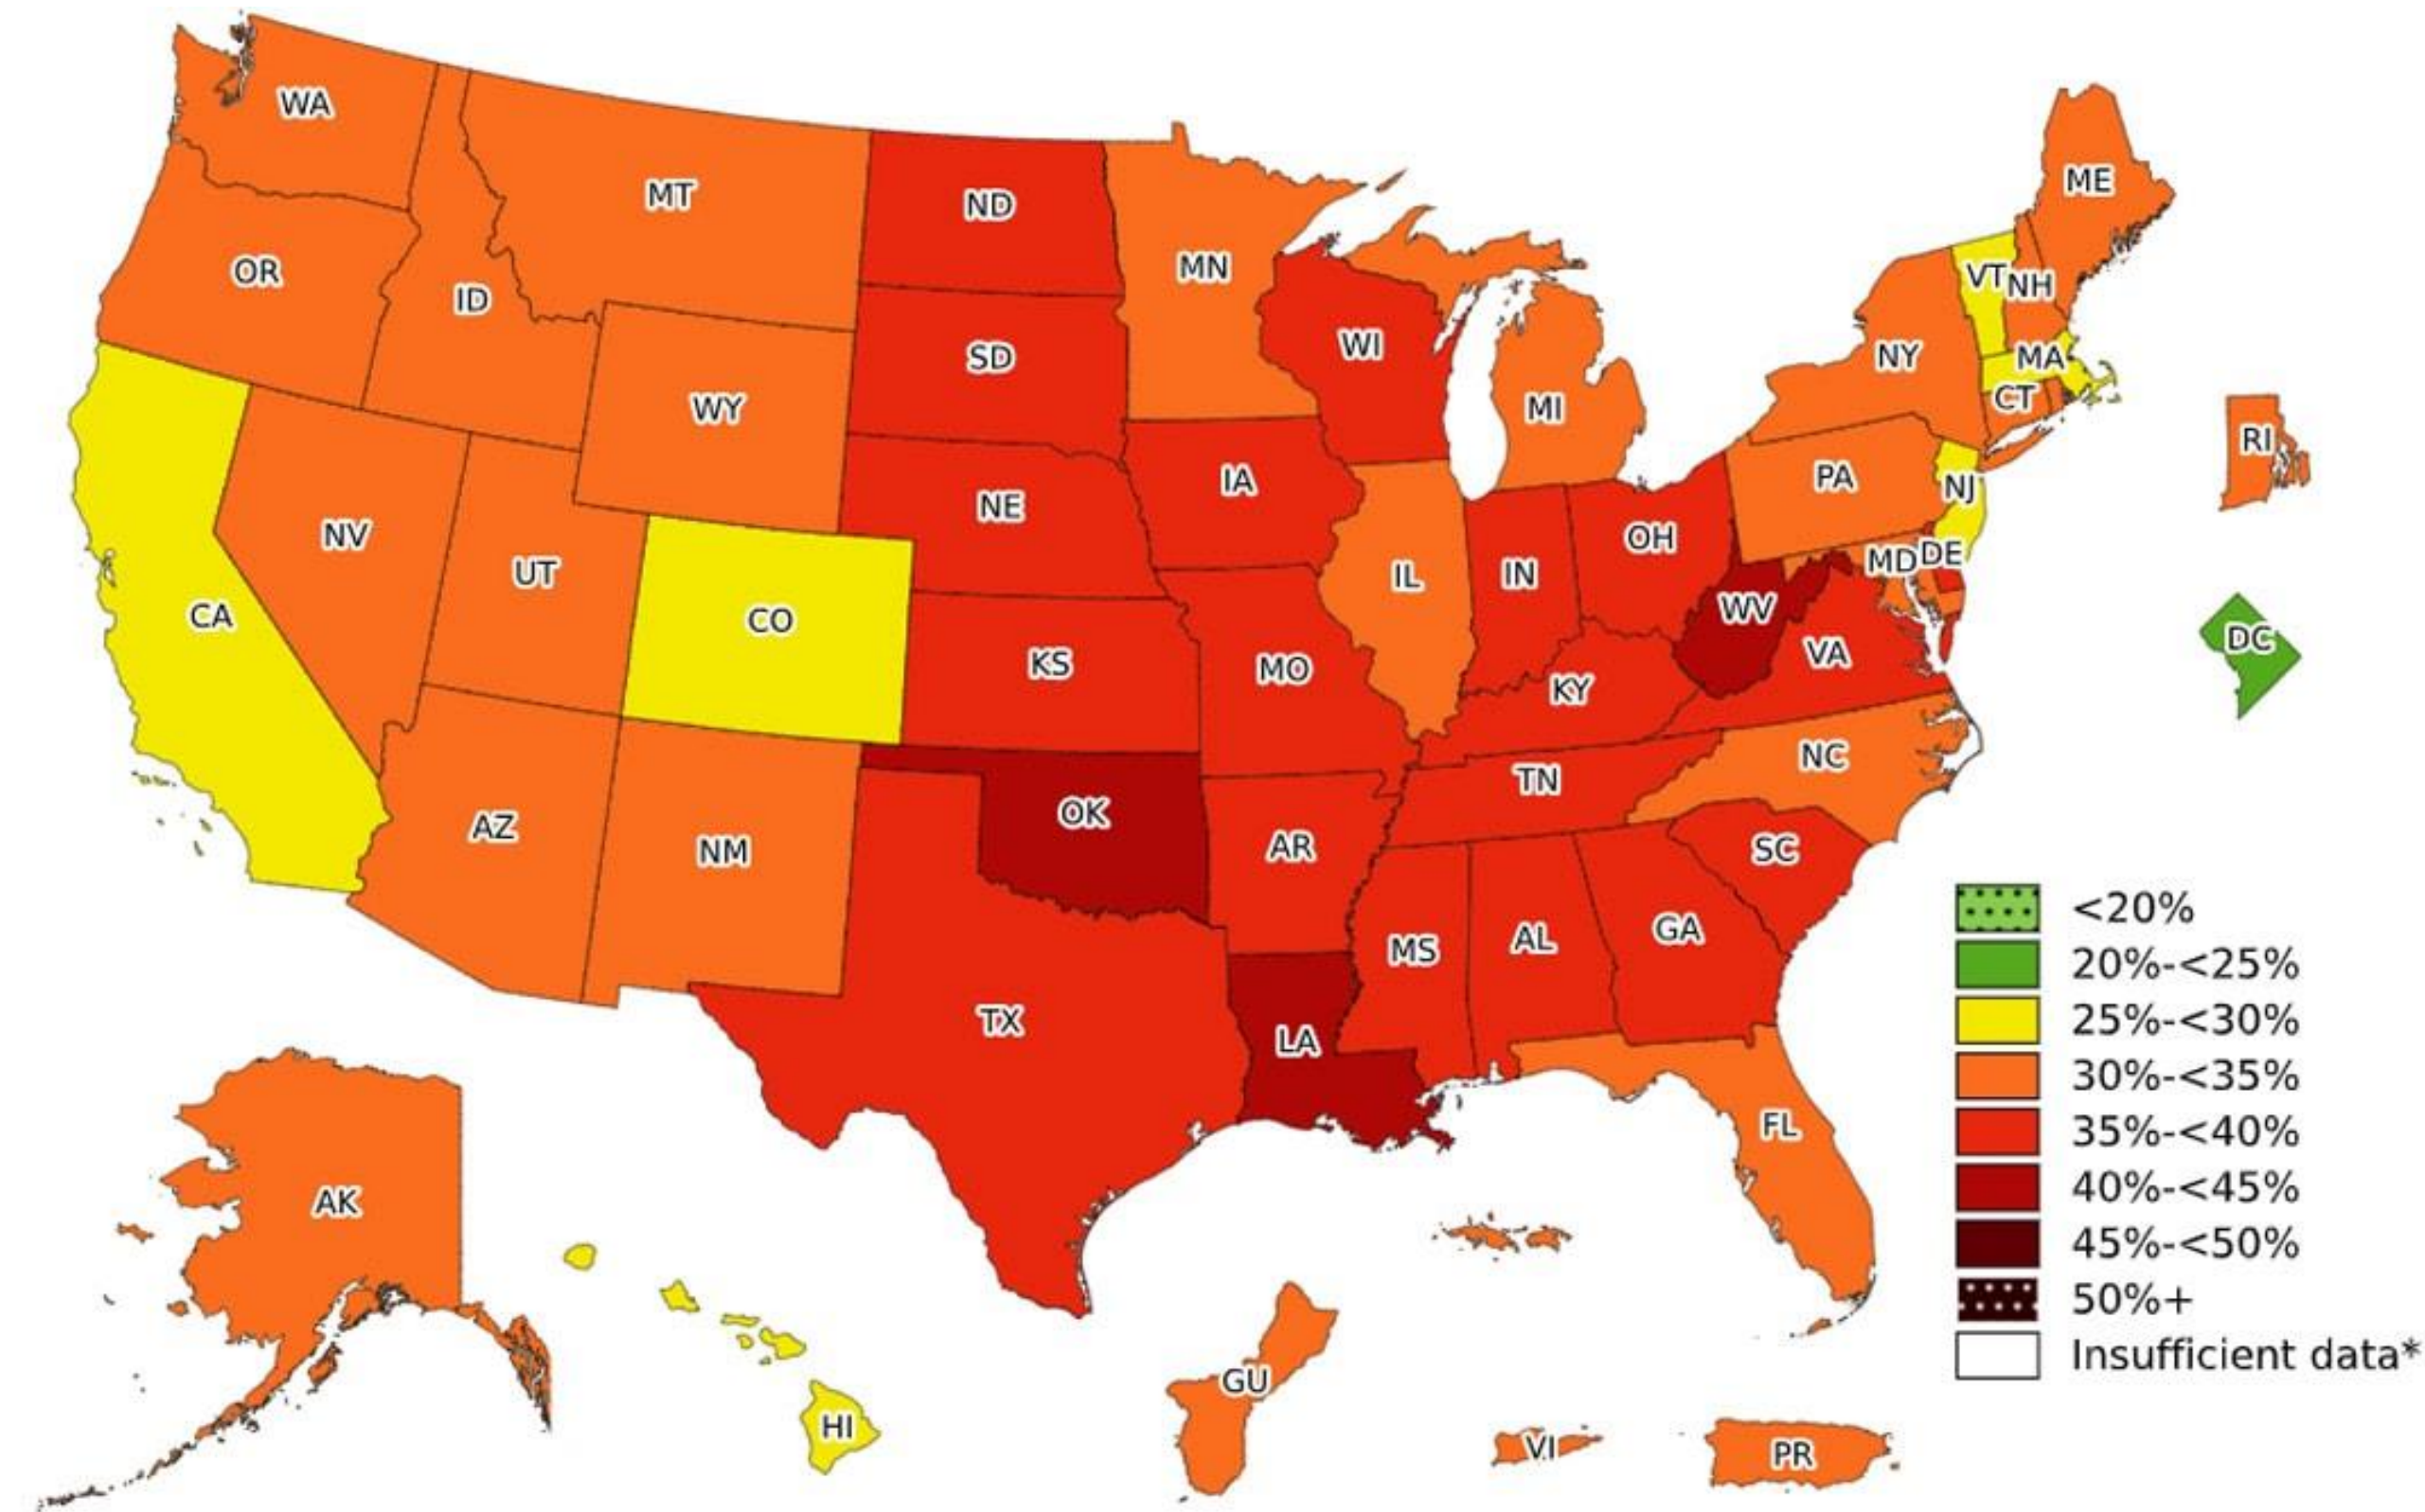 WA
MT
ND
ME
MN
OR
VT
NH
ID
SD
WI
NY
MA
WY
CT
MI
RI
IA
PA
NE
NJ
NV
OH
UT
IL
IN
MD
DE
CA
CO
WV
DC
KS
MO
VA
KY
NC
TN
AZ
OK
NM
AR
SC
MS
AL
GA
TX
LA
FL
AK
GU
HI
VI
PR
<20%
20%-<25%
25%-<30%
30%-<35%
35%-<40%
40%-<45%
45%-<50%
50%+
Insufficient data*